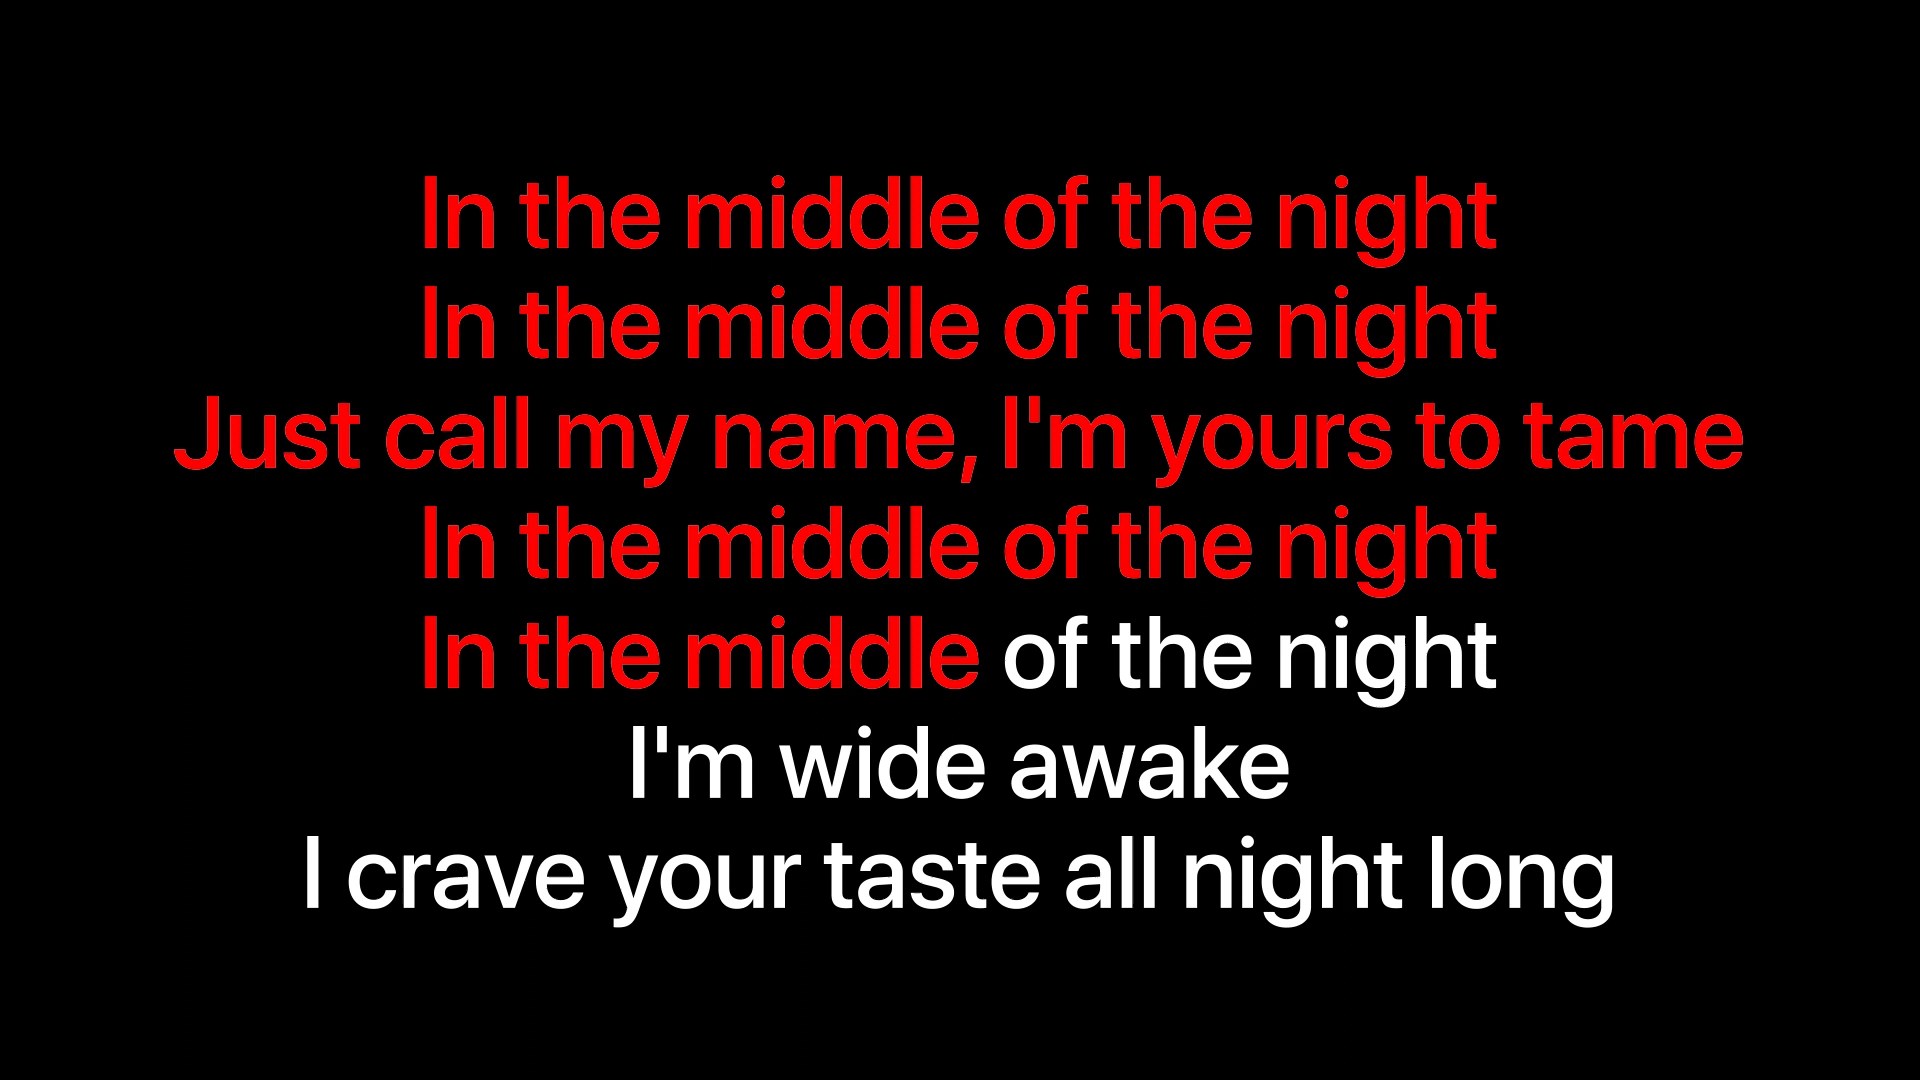 In the middle of the night
In the middle of the night
Just call my name, I'm yours to tame
In the middle of the night
In the middle of the night
I'm wide awake
I crave your taste all night long